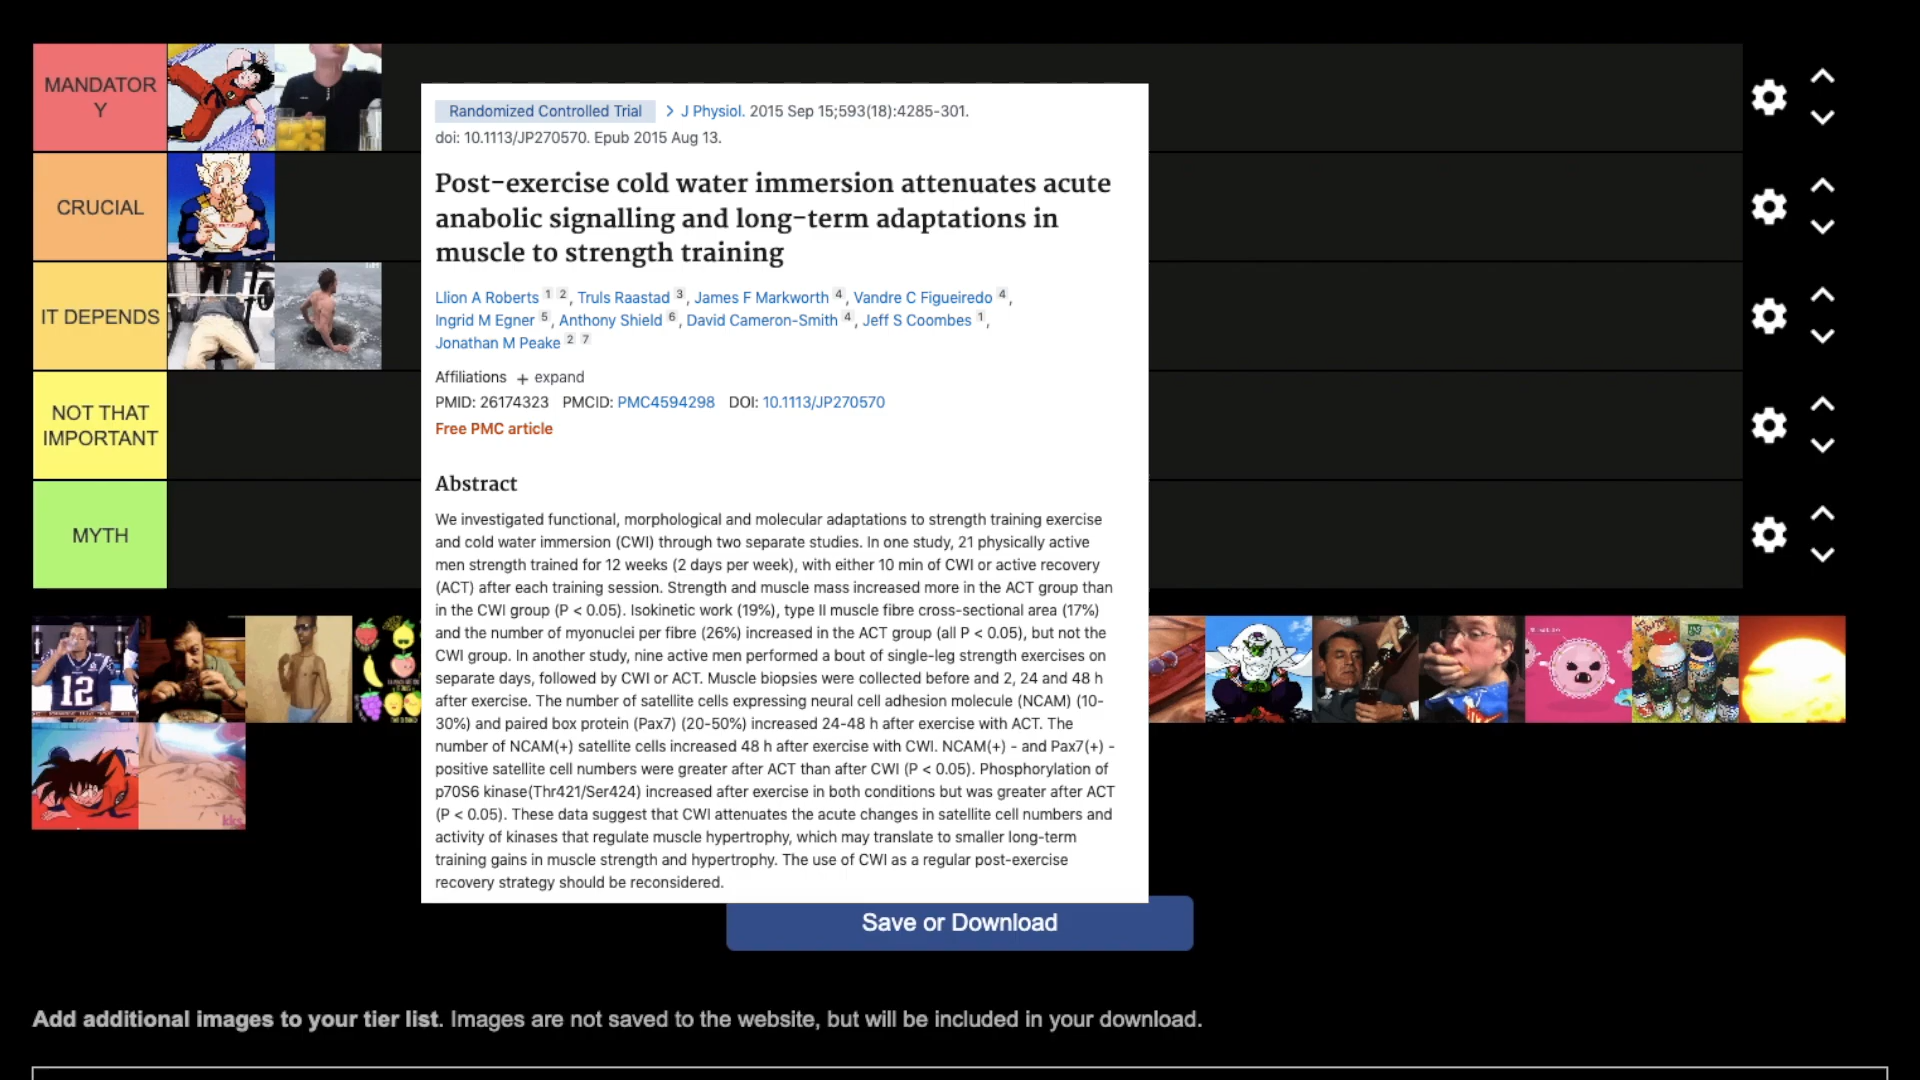 MANDATOR
Y
CRUCIAL
IT DEPENDS
NOT THAT
IMPORTANT
MYTH
Randomized Controlled Trial > J Physiol. 2015 Sep 15;593(18):4285-301.
doi: 10.1113/JP270570. Epub 2015 Aug 13.
Post-exercise cold water immersion attenuates acute
anabolic signalling and long-term adaptations in
muscle to strength training
Llion A Roberts 1 2, Truls Raastad 3, James F Markworth 4, Vandre C Figueiredo 4,
Ingrid M Egner 5, Anthony Shield 6, David Cameron-Smith 4, Jeff S Coombes 1,
Jonathan M Peake 2 7
Affiliations + expand
PMID: 26174323 PMCID: PMC4594298 DOI: 10.1113/JP270570
Free PMC article
Abstract
We investigated functional, morphological and molecular adaptations to strength training exercise
and cold water immersion (CWI) through two separate studies. In one study, 21 physically active
men strength trained for 12 weeks (2 days per week), with either 10 min of CWI or active recovery
(ACT) after each training session. Strength and muscle mass increased more in the ACT group than
in the CWI group (P < 0.05). Isokinetic work (19%), type II muscle fibre cross-sectional area (17%)
and the number of myonuclei per fibre (26%) increased in the ACT group (all P < 0.05), but not the
CWI group. In another study, nine active men performed a bout of single-leg strength exercises on
separate days, followed by CWI or ACT. Muscle biopsies were collected before and 2, 24 and 48 h
after exercise. The number of satellite cells expressing neural cell adhesion molecule (NCAM) (10-
30%) and paired box protein (Pax7) (20-50%) increased 24-48 h after exercise with ACT. The
number of NCAM(+) satellite cells increased 48 h after exercise with CWI. NCAM(+) - and Pax7(+) -
positive satellite cell numbers were greater after ACT than after CWI (P < 0.05). Phosphorylation of
p70S6 kinase(Thr421/Ser424) increased after exercise in both conditions but was greater after ACT
(P < 0.05). These data suggest that CWI attenuates the acute changes in satellite cell numbers and
activity of kinases that regulate muscle hypertrophy, which may translate to smaller long-term
training gains in muscle strength and hypertrophy. The use of CWI as a regular post-exercise
recovery strategy should be reconsidered.
12
kks
Save or Download
Add additional images to your tier list. Images are not saved to the website, but will be included in your download.